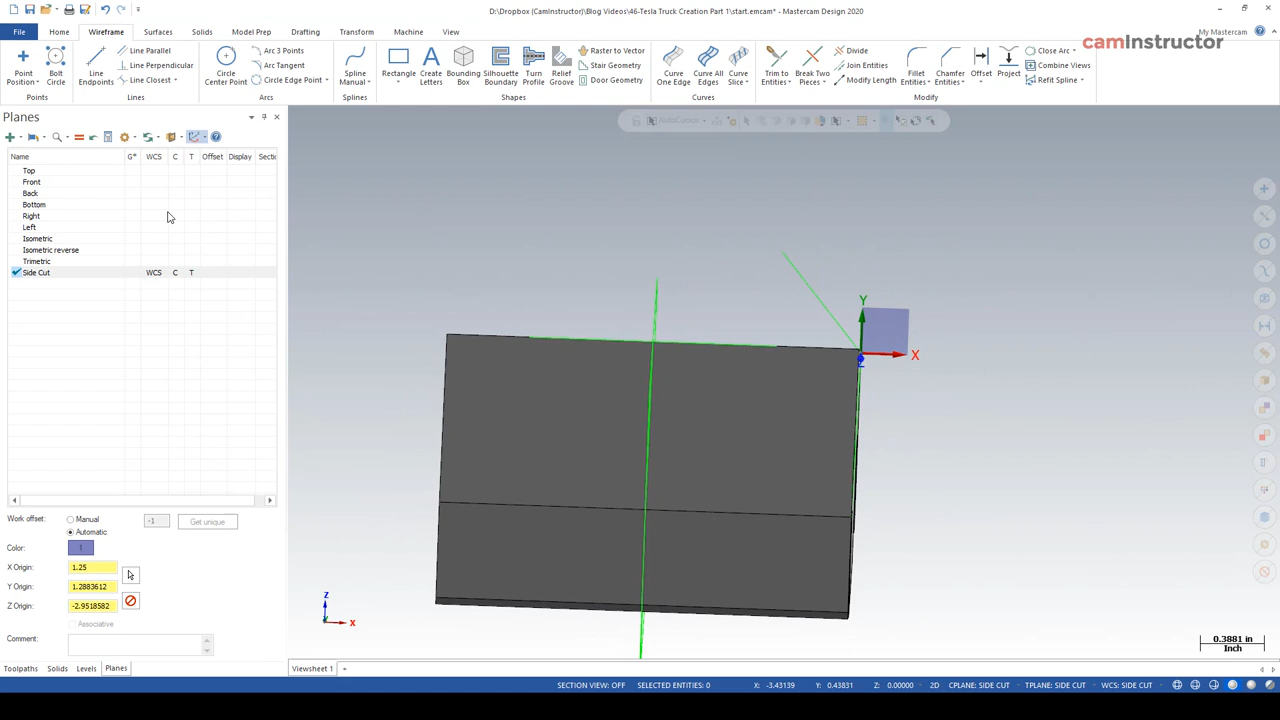 D:\Dropbox (CamInstructor)\Blog Videos\46-Tesla Truck Creation Part 1\start.emcam* - Mastercam Design 2020
File Home Wireframe Surfaces Solids Model Prep Drafting Transform Machine View My Mastercam
camInstructor
Point Position
Bolt Circle
Points
Line Endpoints
Line Parallel
Line Perpendicular
Line Closest
Lines
Circle Center Point
Arc 3 Points
Arc Tangent
Circle Edge Point
Arcs
Spline Manual
Splines
Rectangle
Create Letters
Bounding Box
Silhouette Boundary
Turn Profile
Relief Groove
Raster to Vector
Stair Geometry
Door Geometry
Shapes
Curve One Edge
Curve All Edges
Curve Slice
Curves
Trim to Entities
Break Two Pieces
Divide
Join Entities
Modify Length
Fillet Entities
Chamfer Entities
Offset
Project
Close Arc
Combine Views
Refit Spline
Modify
Planes
AutoCursor
Name G* WCS C T Offset Display Secti
Top
Front
Back
Bottom
Right
Left
Isometric
Isometric reverse
Trimetric
Side Cut WCS C T
Y
X
Z
Work offset: Manual -1 Get unique
Automatic
Color: 1
X Origin: 1.25
Y Origin: 1.2883612
Z Origin: -2.9518582
Associative
Comment:
Z
Y X
0.3881 in
Inch
Toolpaths Solids Levels Planes
Viewsheet 1 +
SECTION VIEW: OFF SELECTED ENTITIES: 0 X: -3.43139 Y: 0.43831 Z: 0.00000 2D CPLANE: SIDE CUT TPLANE: SIDE CUT WCS: SIDE CUT